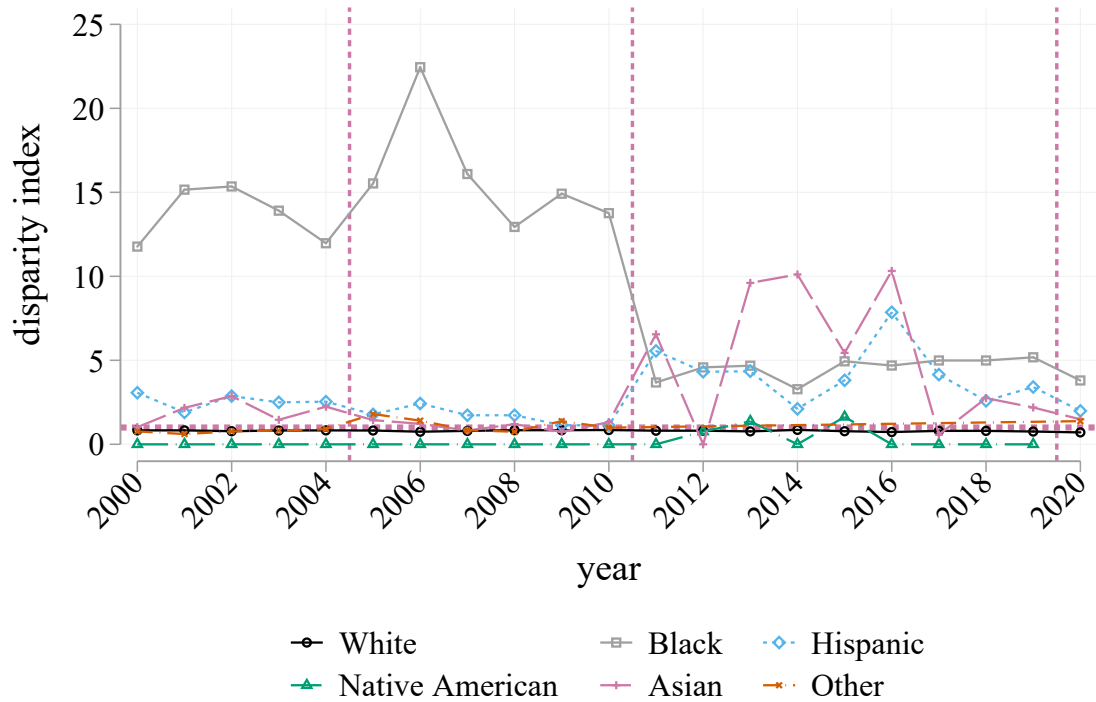 disparity index
25
20
15
10
5
0
2000 2002 2004 2006 2008 2010 2012 2014 2016 2018 2020
year
White Black Hispanic
Native American Asian Other